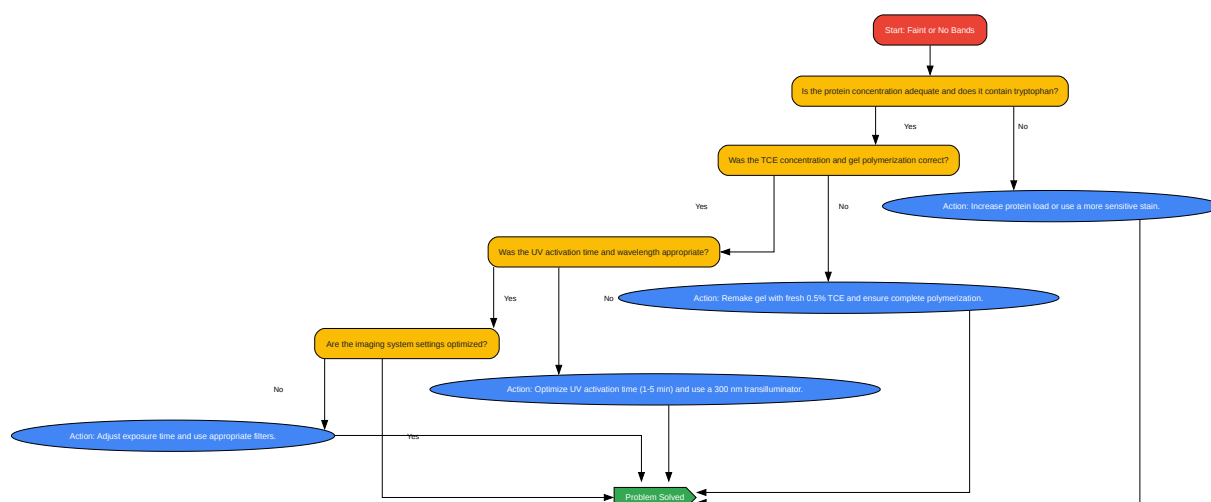 Start: Faint or No Bands
Is the protein concentration adequate and does it contain tryptophan?
Yes
No
Was the TCE concentration and gel polymerization correct?
Yes
No
Action: Increase protein load or use a more sensitive stain.
Was the UV activation time and wavelength appropriate?
Yes
No
Action: Remake gel with fresh 0.5% TCE and ensure complete polymerization.
Are the imaging system settings optimized?
No
Action: Optimize UV activation time (1-5 min) and use a 300 nm transilluminator.
Action: Adjust exposure time and use appropriate filters.
Yes
Problem Solved